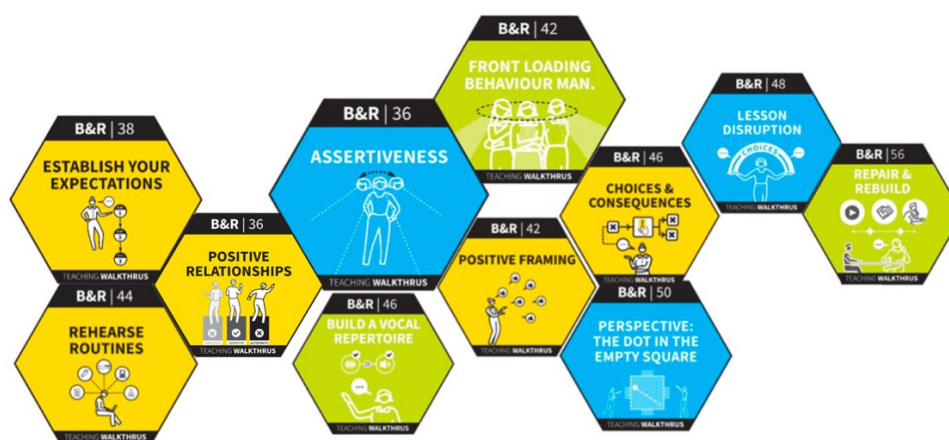 B&R | 38
ESTABLISH YOUR
EXPECTATIONS
TEACHING WALKTHRUS
B&R | 44
REHEARSE
ROUTINES
TEACHING WALKTHRUS
B&R | 36
POSITIVE
RELATIONSHIPS
TEACHING WALKTHRUS
B&R | 36
ASSERTIVENESS
TEACHING WALKTHRUS
B&R | 46
BUILD A VOCAL
REPERTOIRE
TEACHING WALKTHRUS
B&R | 42
FRONT LOADING
BEHAVIOUR MAN.
TEACHING WALKTHRUS
B&R | 42
POSITIVE FRAMING
TEACHING WALKTHRUS
B&R | 46
CHOICES &
CONSEQUENCES
TEACHING WALKTHRUS
B&R | 50
PERSPECTIVE:
THE DOT IN THE
EMPTY SQUARE
TEACHING WALKTHRUS
B&R | 48
LESSON
DISRUPTION
CHOICES
TEACHING WALKTHRUS
B&R | 56
REPAIR &
REBUILD
TEACHING WALKTHRUS